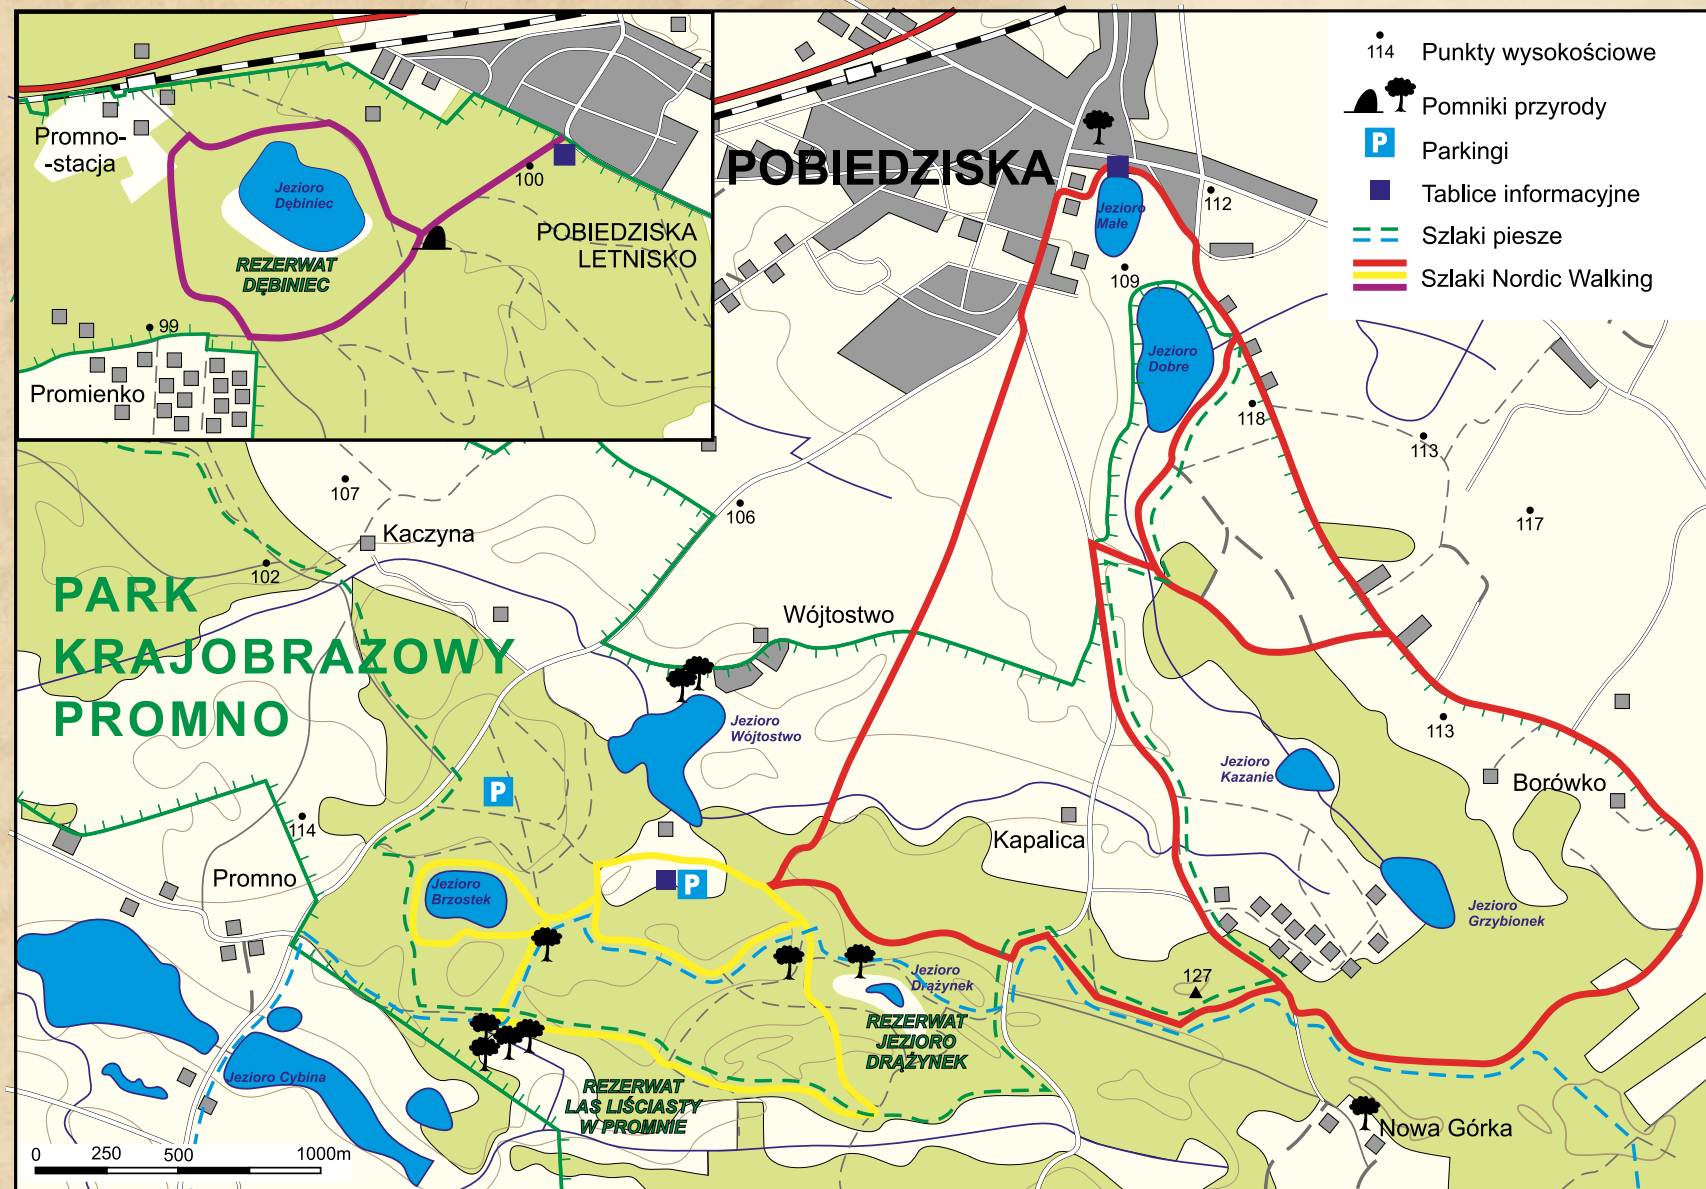 Promno-
-stacja
Jezioro
Dębiniec
REZERWAT
DĘBINIEC
100
POBIEDZISKA
LETNISKO
99
Promienko
POBIEDZISKA
Jezioro
Małe
112
109
Jezioro
Dobre
118
113
117
114
Punkty wysokościowe
Pomniki przyrody
P
Parkingi
Tablice informacyjne
Szlaki piesze
Szlaki Nordic Walking
107
106
Kaczyna
102
PARK
KRAJOBRAZOWY
PROMNO
Wójtostwo
Jezioro
Wójtostwo
P
114
Promno
Jezioro
Brzostek
P
Kapalica
Jezioro
Kazanie
113
Borówko
Jezioro
Grzybionek
127
Jezioro
Drążynek
REZERWAT
JEZIORO
DRĄŻYNEK
REZERWAT
LAS LIŚCIASTY
W PROMNIE
Jezioro Cybina
Nowa Górka
0 250 500 1000m